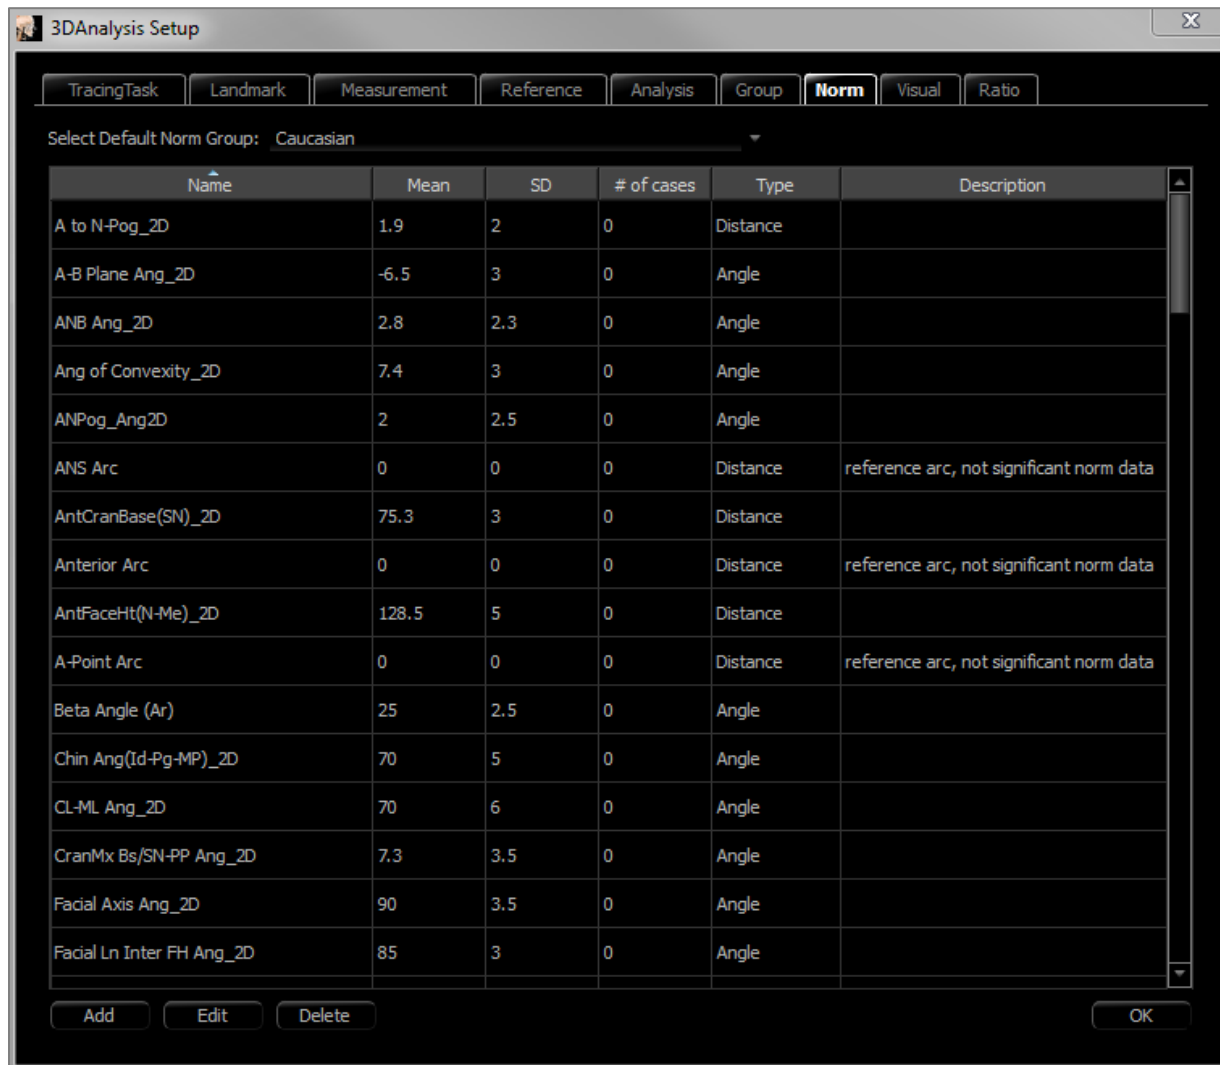 3DAnalysis Setup
TracingTask Landmark Measurement Reference Analysis Group Norm Visual Ratio
Select Default Norm Group: Caucasian
Name Mean SD # of cases Type Description
A to N-Pog_2D 1.9 2 0 Distance
A-B Plane Ang_2D -6.5 3 0 Angle
ANB Ang_2D 2.8 2.3 0 Angle
Ang of Convexity_2D 7.4 3 0 Angle
ANPog_Ang2D 2 2.5 0 Angle
ANS Arc 0 0 0 Distance reference arc, not significant norm data
AntCranBase(SN)_2D 75.3 3 0 Distance
Anterior Arc 0 0 0 Distance reference arc, not significant norm data
AntFaceHt(N-Me)_2D 128.5 5 0 Distance
A-Point Arc 0 0 0 Distance reference arc, not significant norm data
Beta Angle (Ar) 25 2.5 0 Angle
Chin Ang(Id-Pg-MP)_2D 70 5 0 Angle
CL-ML Ang_2D 70 6 0 Angle
CranMx Bs/SN-PP Ang_2D 7.3 3.5 0 Angle
Facial Axis Ang_2D 90 3.5 0 Angle
Facial Ln Inter FH Ang_2D 85 3 0 Angle
Add Edit Delete OK